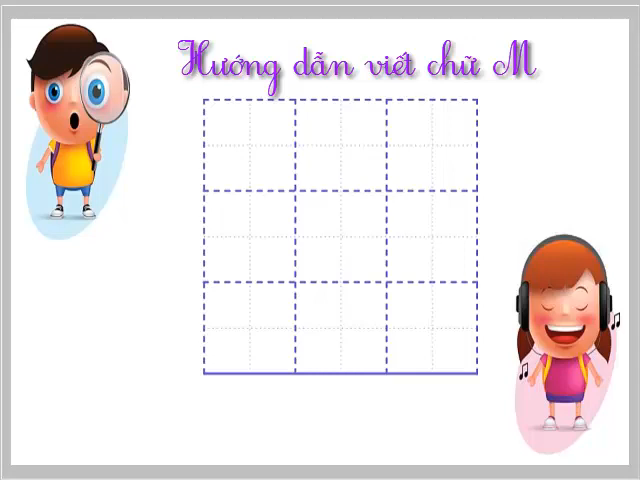 Hướng dẫn viết chữ M